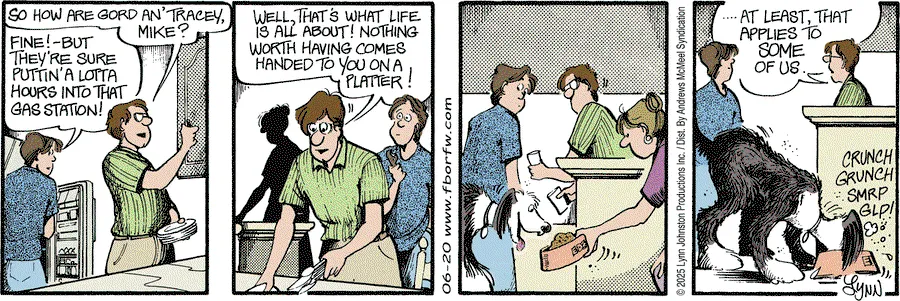 SO HOW ARE GORD AN' TRACEY,
MIKE?
FINE!-BUT
THEY'RE SURE
PUTTIN' A LOTTA
HOURS INTO THAT
GAS STATION!
WELL, THAT'S WHAT LIFE
IS ALL ABOUT! NOTHING
WORTH HAVING COMES
HANDED TO YOU ON A
PLATTER!
06-20 www.fborfw.com
© 2025 Lynn Johnston Productions Inc. / Dist. By Andrews McMeel Syndication
.... AT LEAST, THAT
APPLIES TO
SOME
OF US.
CRUNCH
GRUNCH
SMRP
GLP!
LYNN